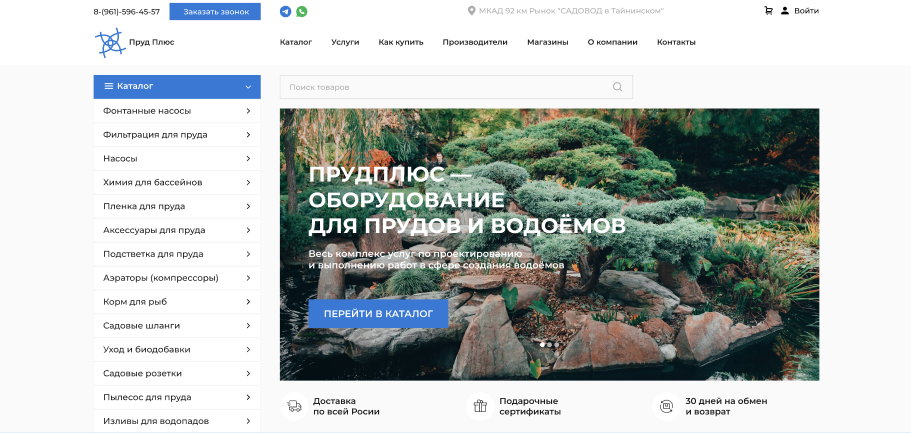 8-(961)-596-45-57
Заказать звонок
МКАД 92 км Рынок "САДОВОД в Тайнинском"
Войти
Пруд Плюс
Каталог
Услуги
Как купить
Производители
Магазины
О компании
Контакты
Каталог
Фонтанные насосы
Фильтрация для пруда
Насосы
Химия для бассейнов
Пленка для пруда
Аксессуары для пруда
Подстветка для пруда
Аэраторы (компрессоры)
Корм для рыб
Садовые шланги
Уход и биодобавки
Садовые розетки
Пылесос для пруда
Изливы для водопадов
Поиск товаров
ПРУДПЛЮС —
ОБОРУДОВАНИЕ
ДЛЯ ПРУДОВ И ВОДОЁМОВ
Весь комплекс услуг по проектированию
и выполнению работ в сфере создания водоёмов
ПЕРЕЙТИ В КАТАЛОГ
Доставка
по всей Росии
Подарочные
сертификаты
30 дней на обмен
и возврат